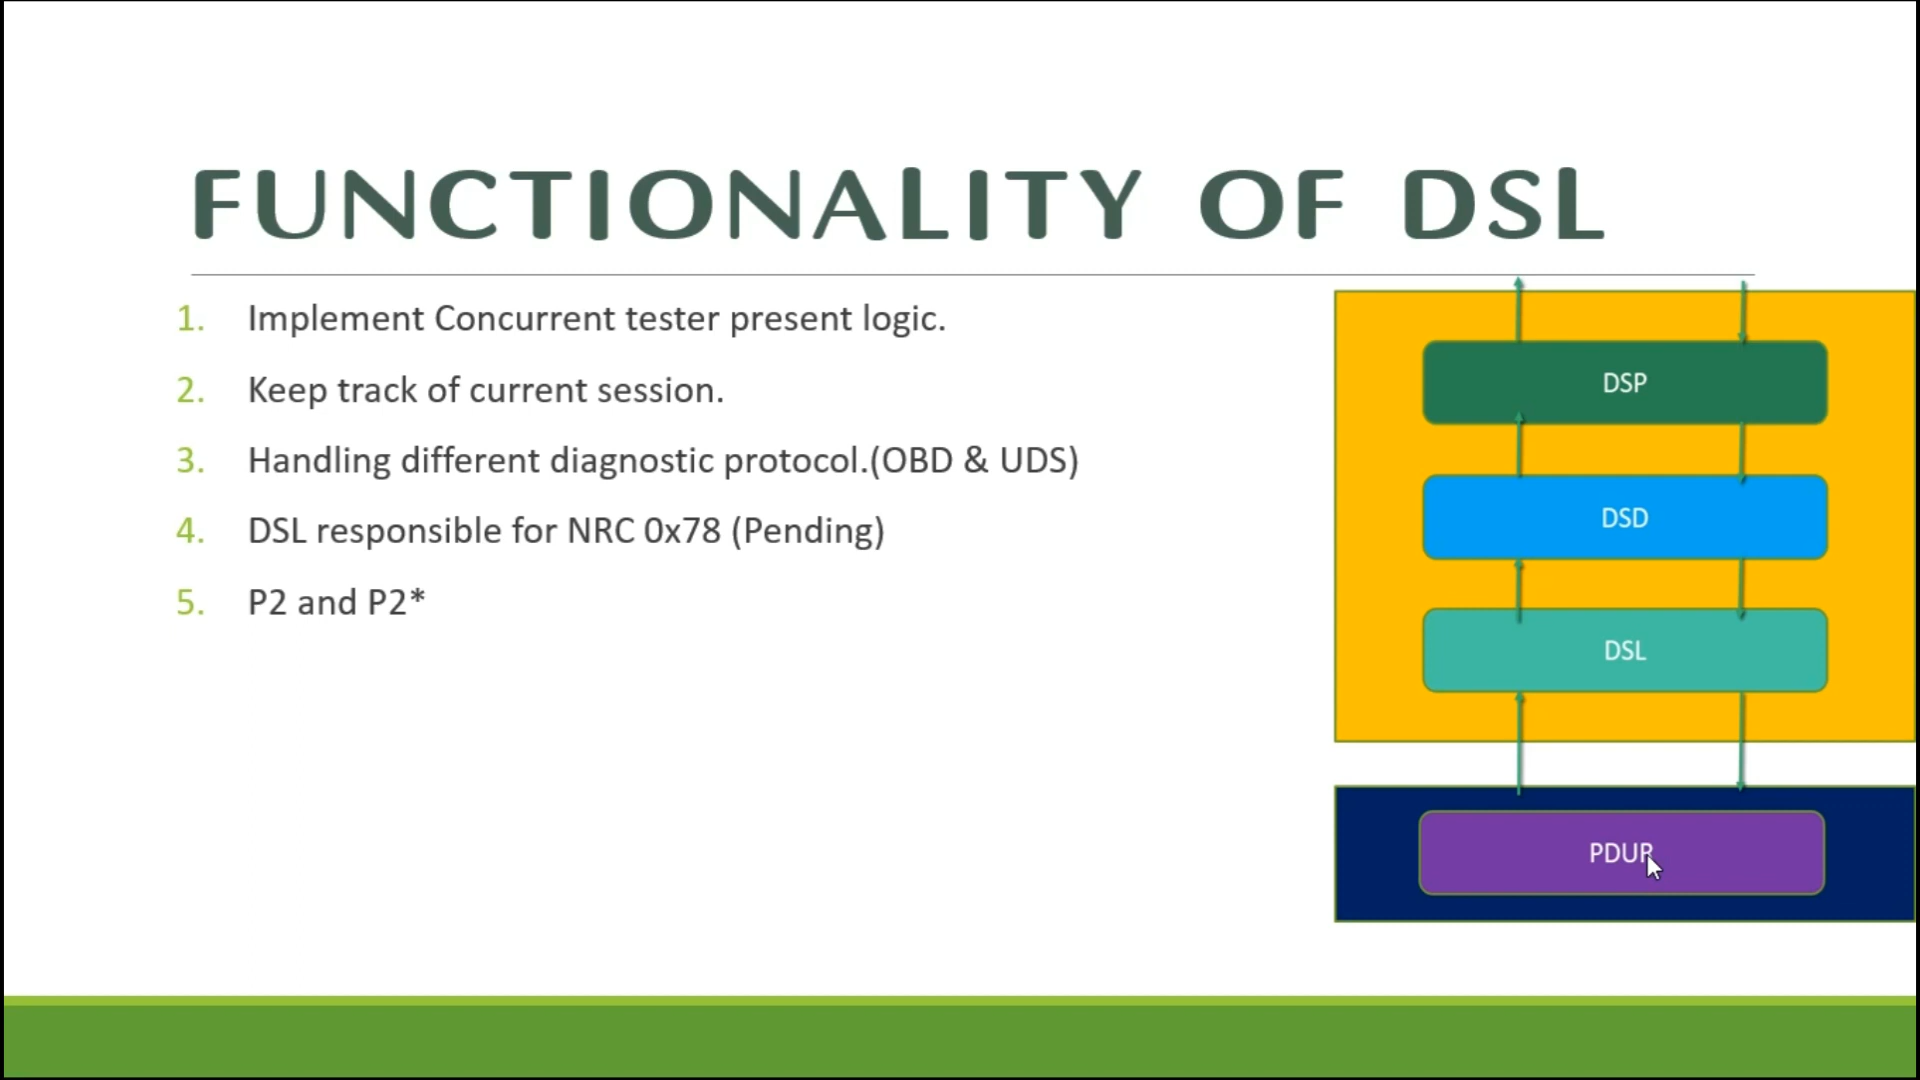 FUNCTIONALITY OF DSL
1. Implement Concurrent tester present logic.
2. Keep track of current session.
3. Handling different diagnostic protocol.(OBD & UDS)
4. DSL responsible for NRC 0x78 (Pending)
5. P2 and P2*
DSP
DSD
DSL
PDUR